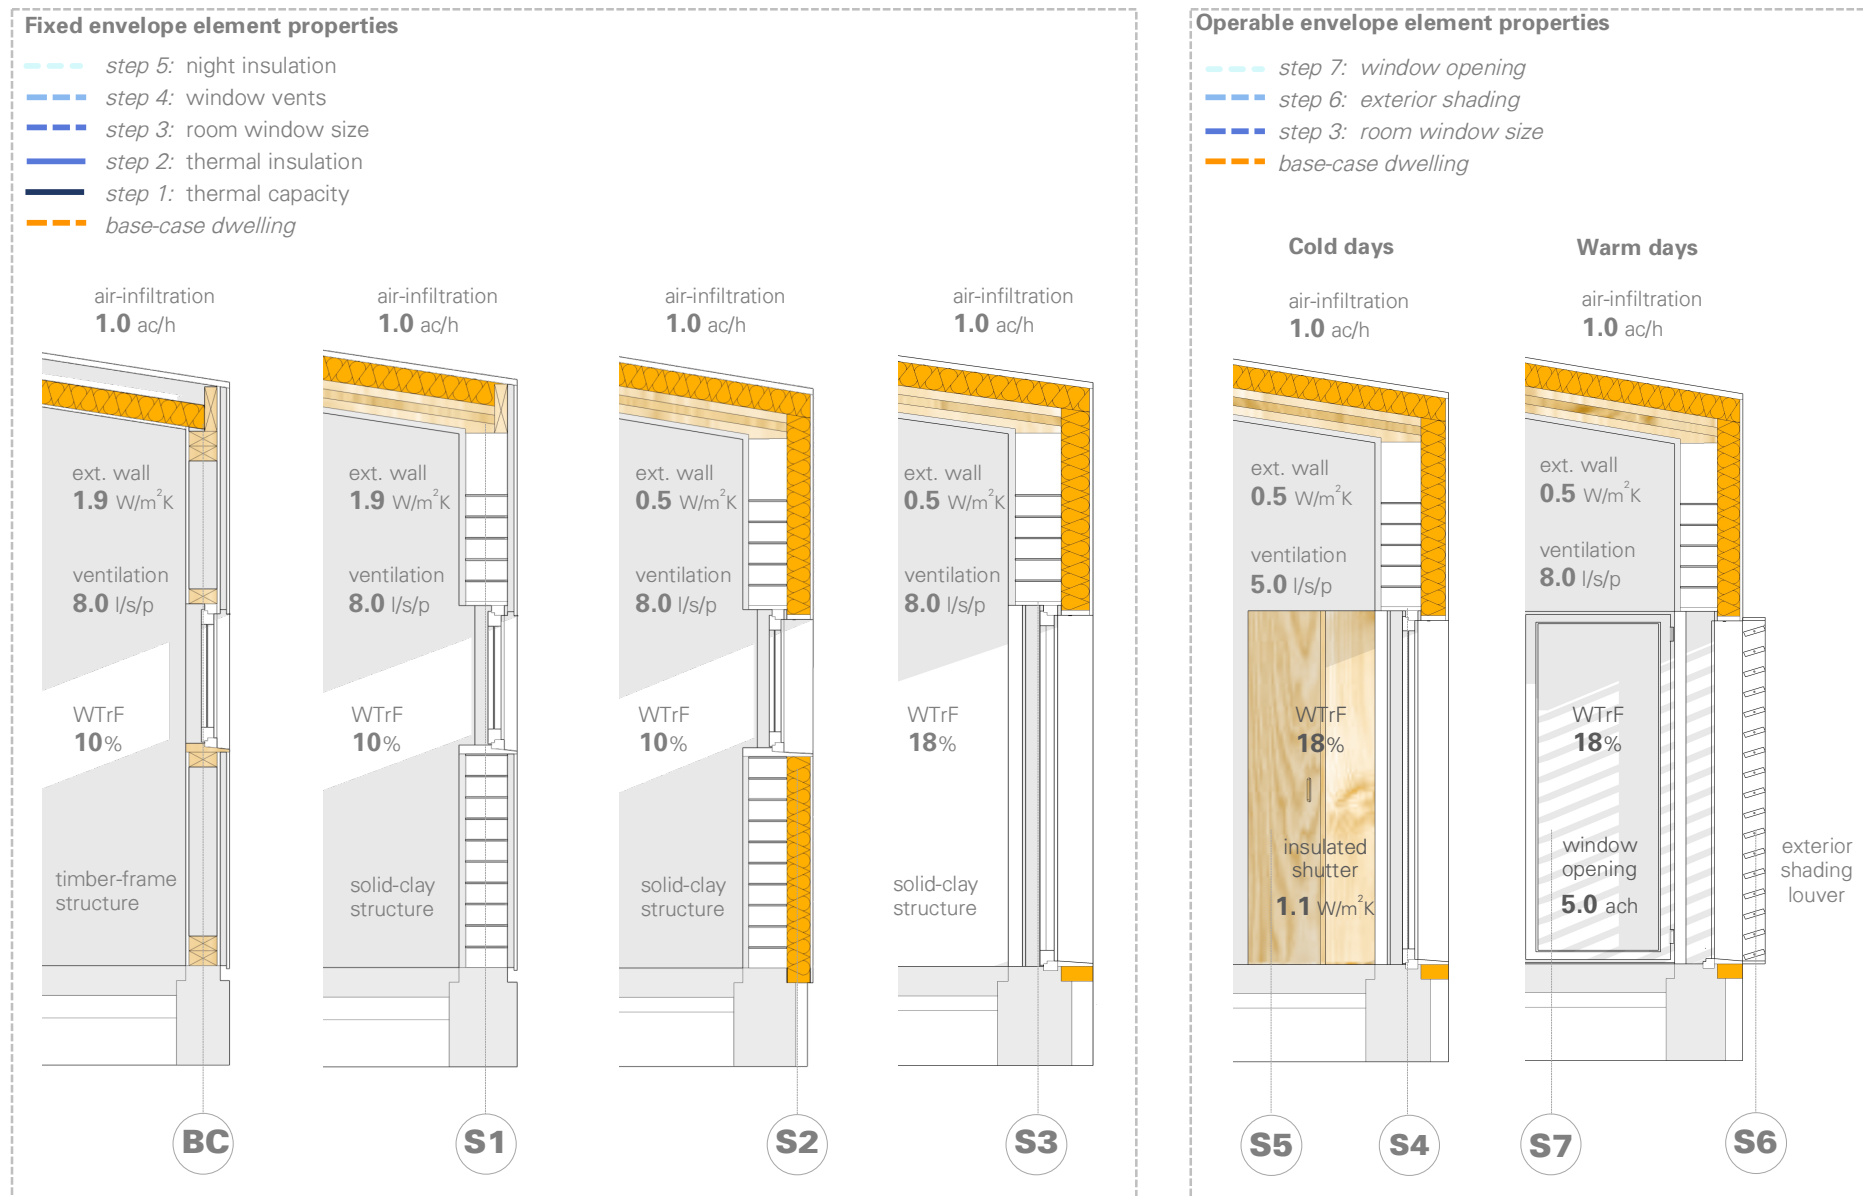 Fixed envelope element properties
step 5: night insulation
step 4: window vents
step 3: room window size
step 2: thermal insulation
step 1: thermal capacity
base-case dwelling
air-infiltration
1.0 ac/h
ext. wall
1.9 W/m²K
ventilation
8.0 l/s/p
WTrF
10%
timber-frame
structure
BC
air-infiltration
1.0 ac/h
ext. wall
1.9 W/m²K
ventilation
8.0 l/s/p
WTrF
10%
solid-clay
structure
S1
air-infiltration
1.0 ac/h
ext. wall
0.5 W/m²K
ventilation
8.0 l/s/p
WTrF
10%
solid-clay
structure
S2
air-infiltration
1.0 ac/h
ext. wall
0.5 W/m²K
ventilation
8.0 l/s/p
WTrF
18%
solid-clay
structure
S3
Operable envelope element properties
step 7: window opening
step 6: exterior shading
step 3: room window size
base-case dwelling
Cold days
air-infiltration
1.0 ac/h
ext. wall
0.5 W/m²K
ventilation
5.0 l/s/p
WTrF
18%
insulated
shutter
1.1 W/m²K
S5
S4
Warm days
air-infiltration
1.0 ac/h
ext. wall
0.5 W/m²K
ventilation
8.0 l/s/p
WTrF
18%
window
opening
5.0 ach
exterior
shading
louver
S7
S6